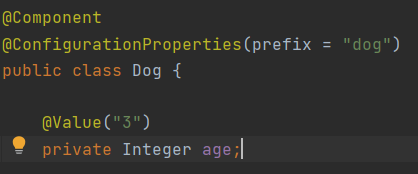 @Component
@ConfigurationProperties(prefix = "dog")
public class Dog {
@Value("3")
private Integer age;